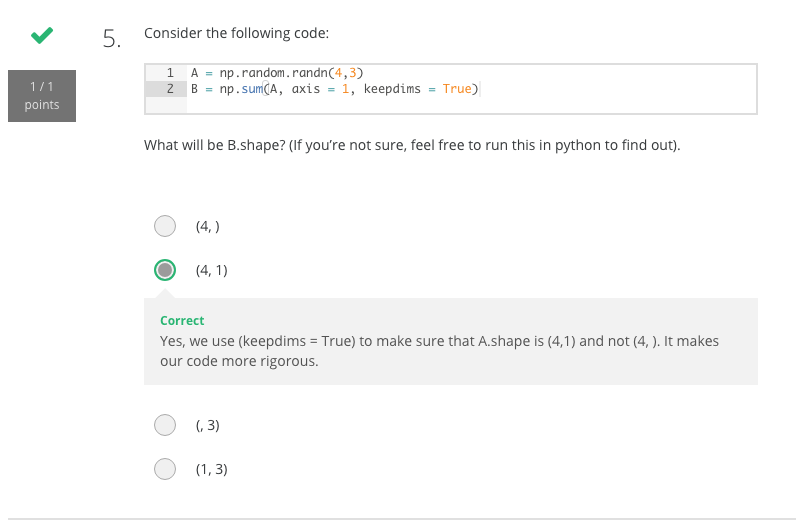 5.
Consider the following code:
1 / 1
points
1 A = np.random.randn(4,3)
2 B = np.sum(A, axis = 1, keepdims = True)
What will be B.shape? (If you’re not sure, feel free to run this in python to find out).
(4, )
(4, 1)
Correct
Yes, we use (keepdims = True) to make sure that A.shape is (4,1) and not (4, ). It makes
our code more rigorous.
(, 3)
(1, 3)